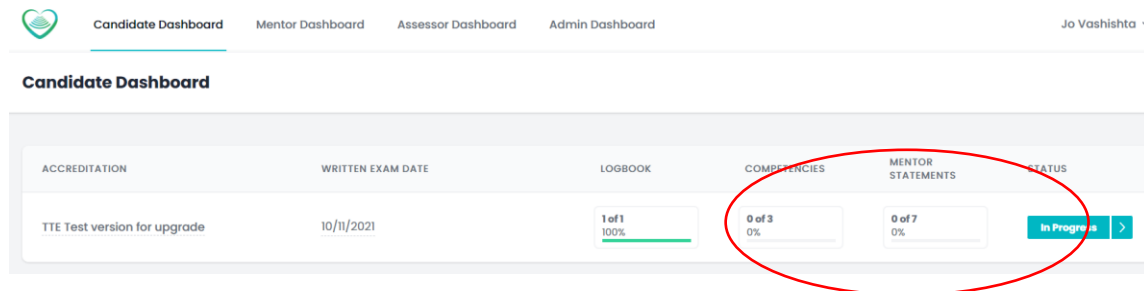 Candidate Dashboard Mentor Dashboard Assessor Dashboard Admin Dashboard Jo Vashishta
Candidate Dashboard
ACCREDITATION WRITTEN EXAM DATE LOGBOOK COMPETENCIES MENTOR STATEMENTS STATUS
TTE Test version for upgrade 10/11/2021 1 of 1 0 of 3 0 of 7 In Progress
100% 0% 0%